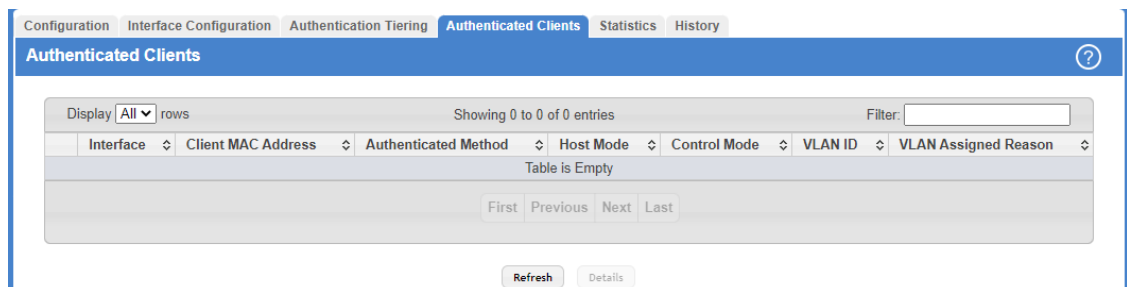 Configuration Interface Configuration Authentication Tiering Authenticated Clients Statistics History
Authenticated Clients ?
Display All rows Showing 0 to 0 of 0 entries Filter:
Interface Client MAC Address Authenticated Method Host Mode Control Mode VLAN ID VLAN Assigned Reason
Table is Empty
First Previous Next Last
Refresh Details